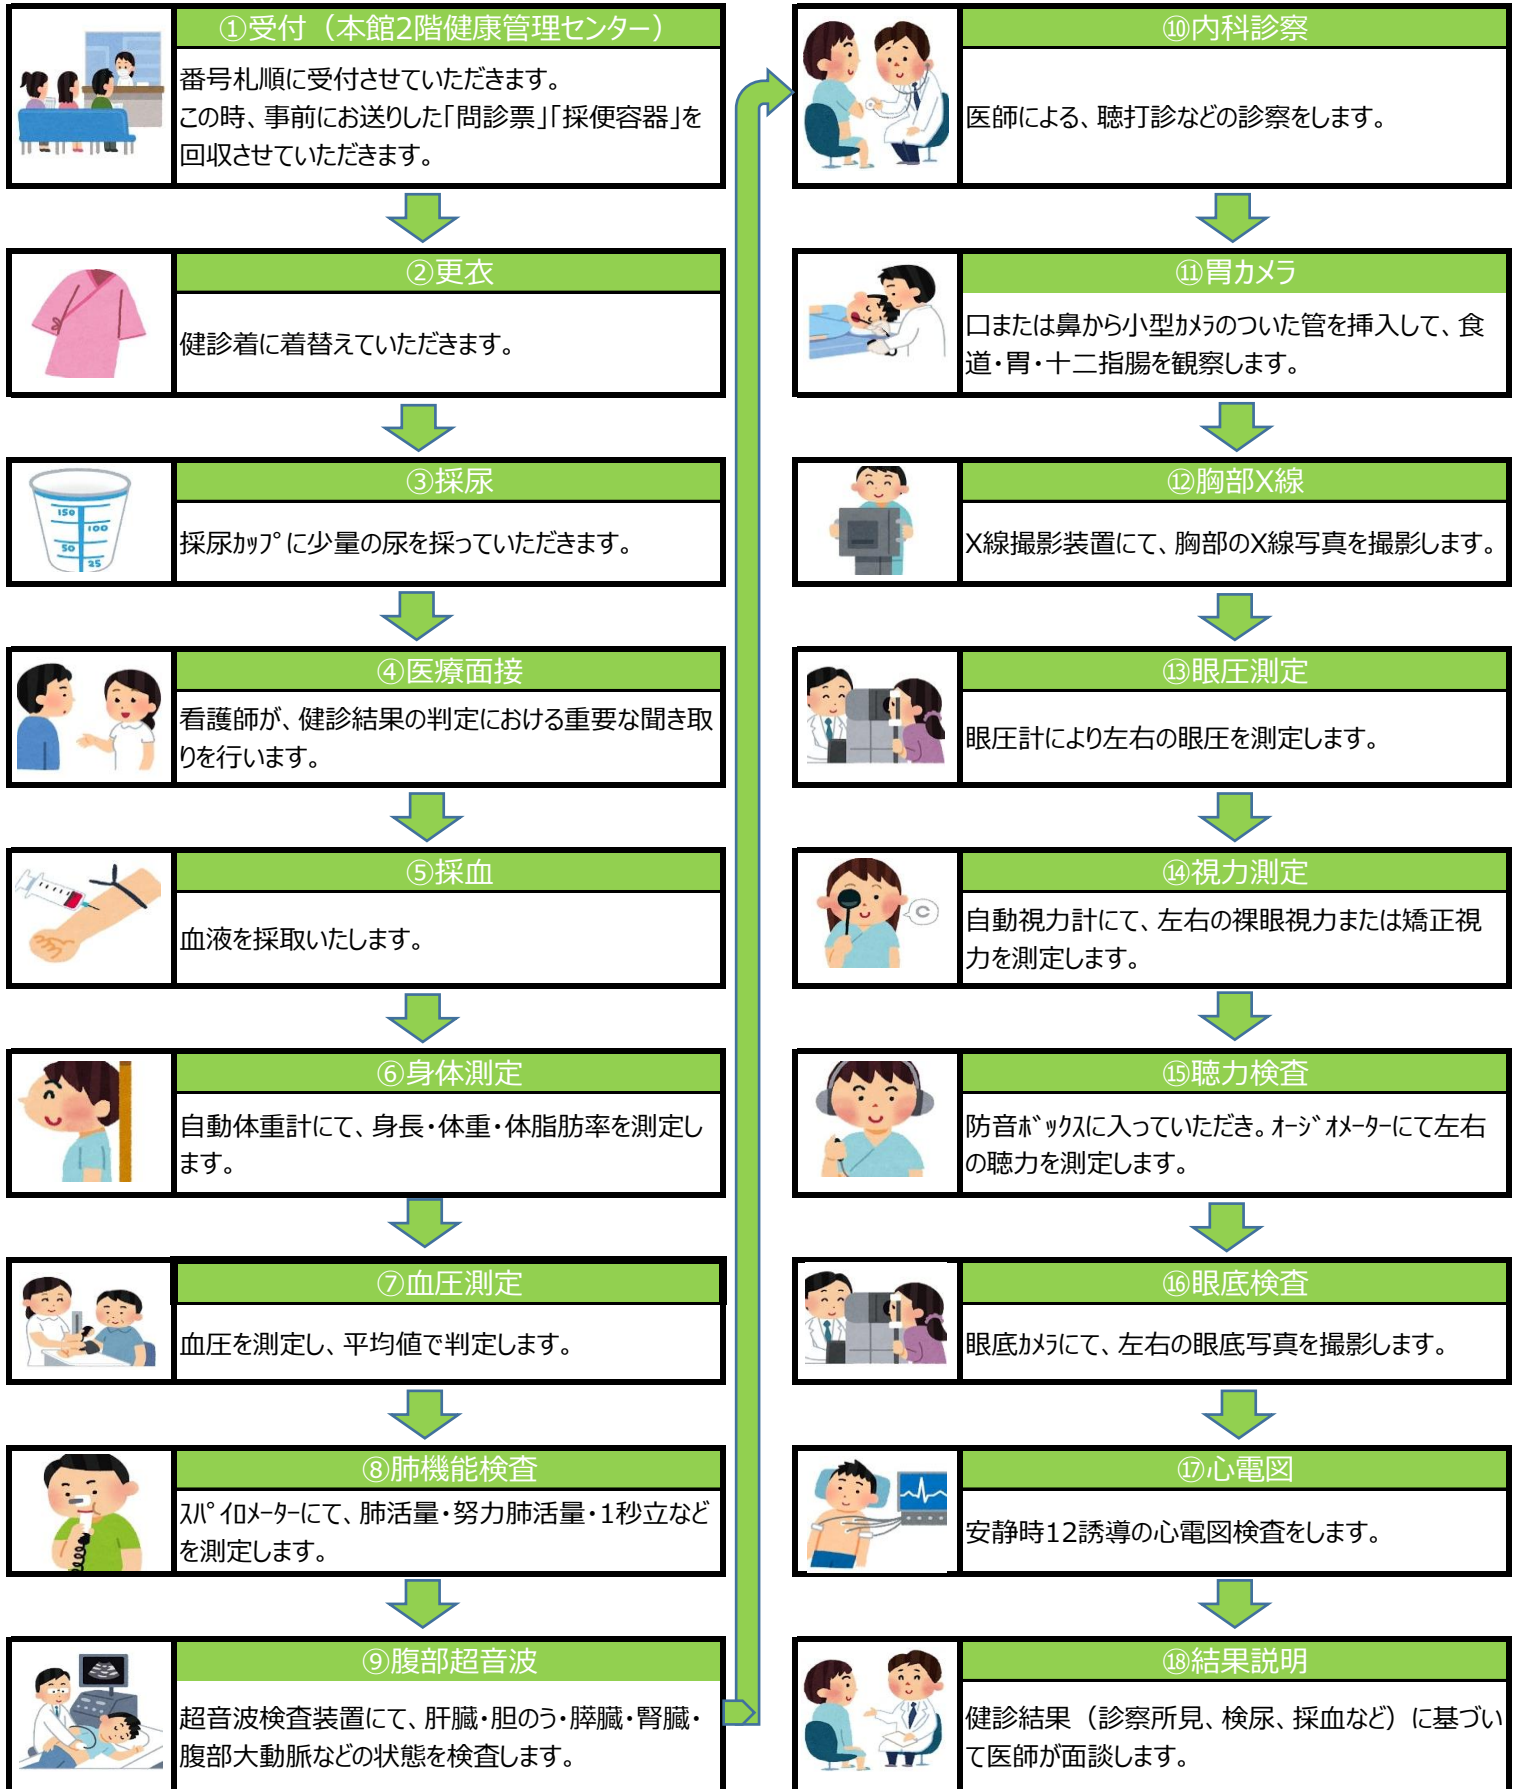 ①受付（本館2階健康管理センター）
番号札順に受付させていただきます。
この時、事前にお送りした「問診票」「採便容器」を
回収させていただきます。
②更衣
健診着に着替えていただきます。
③採尿
150
100
50
25
採尿ｶｯﾌﾟに少量の尿を採っていただきます。
④医療面接
看護師が、健診結果の判定における重要な聞き取
りを行います。
⑤採血
血液を採取いたします。
⑥身体測定
自動体重計にて、身長・体重・体脂肪率を測定し
ます。
⑦血圧測定
血圧を測定し、平均値で判定します。
⑧肺機能検査
ｽﾊﾟｲﾛﾒｰﾀｰにて、肺活量・努力肺活量・1秒立など
を測定します。
⑨腹部超音波
超音波検査装置にて、肝臓・胆のう・膵臓・腎臓・
腹部大動脈などの状態を検査します。
⑩内科診察
医師による、聴打診などの診察をします。
⑪胃カメラ
口または鼻から小型ｶﾒﾗのついた管を挿入して、食
道・胃・十二指腸を観察します。
⑫胸部X線
X線撮影装置にて、胸部のX線写真を撮影します。
⑬眼圧測定
眼圧計により左右の眼圧を測定します。
⑭視力測定
C
自動視力計にて、左右の裸眼視力または矯正視
力を測定します。
⑮聴力検査
防音ﾎﾞｯｸｽに入っていただき。ｵｰｼﾞｵﾒｰﾀｰにて左右
の聴力を測定します。
⑯眼底検査
眼底ｶﾒﾗにて、左右の眼底写真を撮影します。
⑰心電図
安静時12誘導の心電図検査をします。
⑱結果説明
健診結果（診察所見、検尿、採血など）に基づい
て医師が面談します。